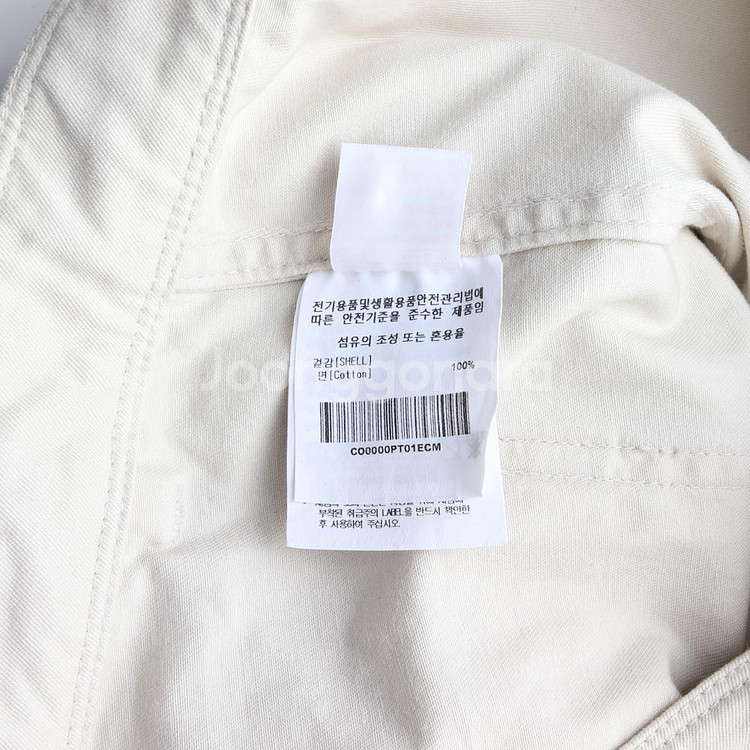 전기용품및생활용품안전관리법에
따른 안전기준을 준수한 제품임
섬유의 조성 또는 혼용율
겉감[SHELL]
면[Cotton] 100%
Joonggonara
CO0000PT01ECM
부착된 취급주의 LABEL을 반드시 확인한
후 사용하여 주십시오.